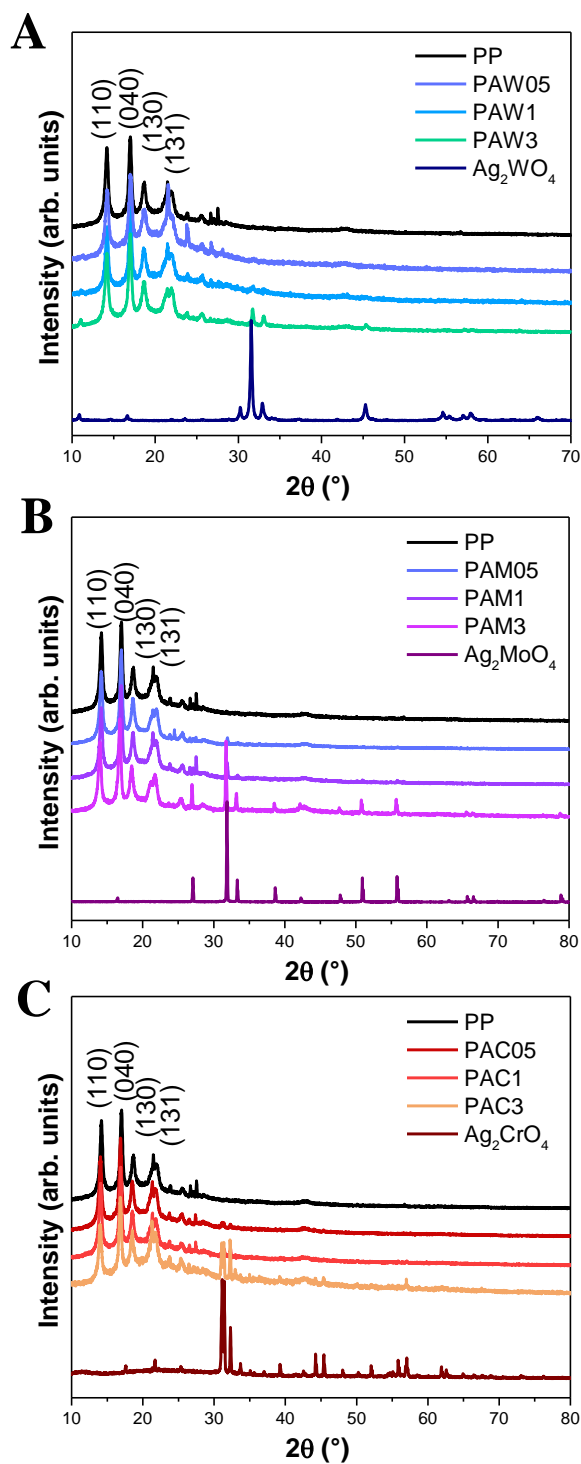 A
(110)
(040)
(130)
(131)
PP
PAW05
PAW1
PAW3
Ag₂WO₄
Intensity (arb. units)
10 20 30 40 50 60 70
2θ (°)
B
(110)
(040)
(130)
(131)
PP
PAM05
PAM1
PAM3
Ag₂MoO₄
Intensity (arb. units)
10 20 30 40 50 60 70 80
2θ (°)
C
(110)
(040)
(130)
(131)
PP
PAC05
PAC1
PAC3
Ag₂CrO₄
Intensity (arb. units)
10 20 30 40 50 60 70 80
2θ (°)